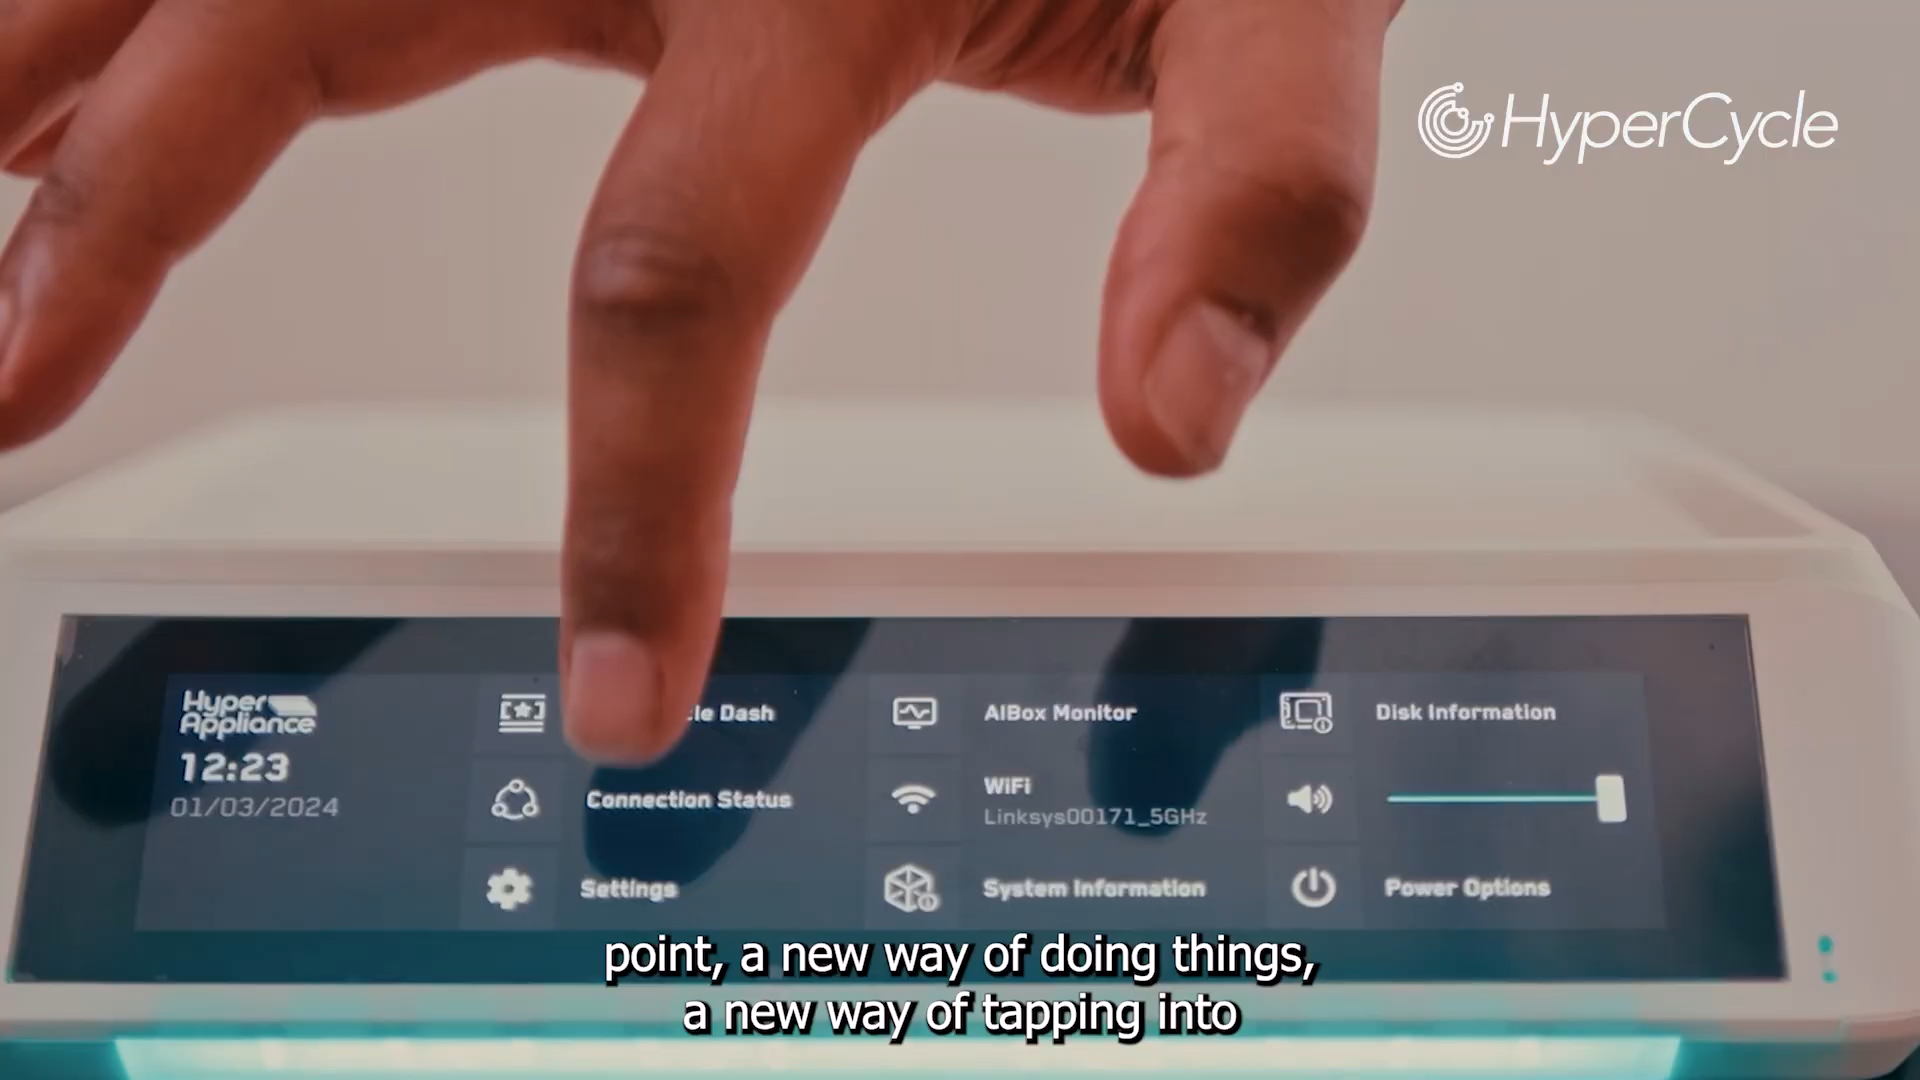 HyperCycle
Hyper
Appliance
12:23
01/03/2024
le Dash
Connection Status
Settings
AIBox Monitor
WiFi
Linksys00171_5GHz
System Information
Disk Information
Power Options
point, a new way of doing things,
a new way of tapping into